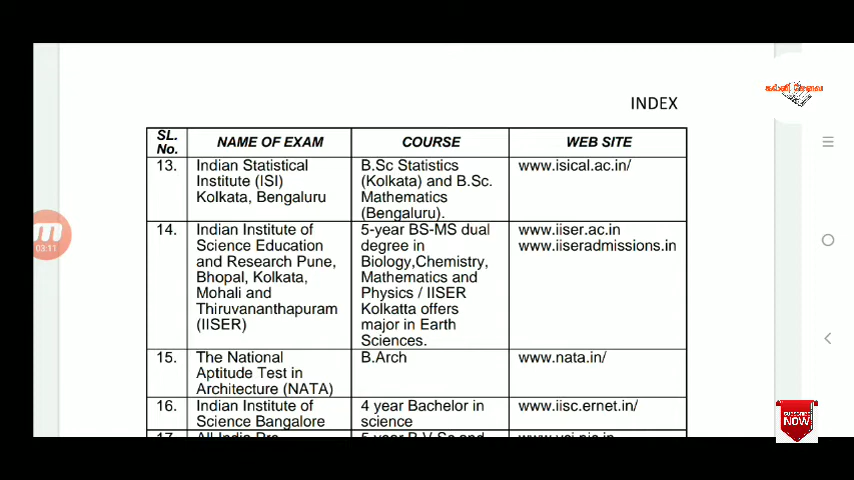 கல்வி சேவை
INDEX
SL. No. NAME OF EXAM COURSE WEB SITE
13. Indian Statistical B.Sc Statistics www.isical.ac.in/
Institute (ISI) (Kolkata) and B.Sc.
Kolkata, Bengaluru Mathematics
(Bengaluru).
14. Indian Institute of 5-year BS-MS dual www.iiser.ac.in
Science Education degree in www.iiseradmissions.in
and Research Pune, Biology,Chemistry,
Bhopal, Kolkata, Mathematics and
Mohali and Physics / IISER
Thiruvananthapuram Kolkatta offers
(IISER) major in Earth
Sciences.
15. The National B.Arch www.nata.in/
Aptitude Test in
Architecture (NATA)
16. Indian Institute of 4 year Bachelor in www.iisc.ernet.in/
Science Bangalore science
03:11
SUBSCRIBE
NOW